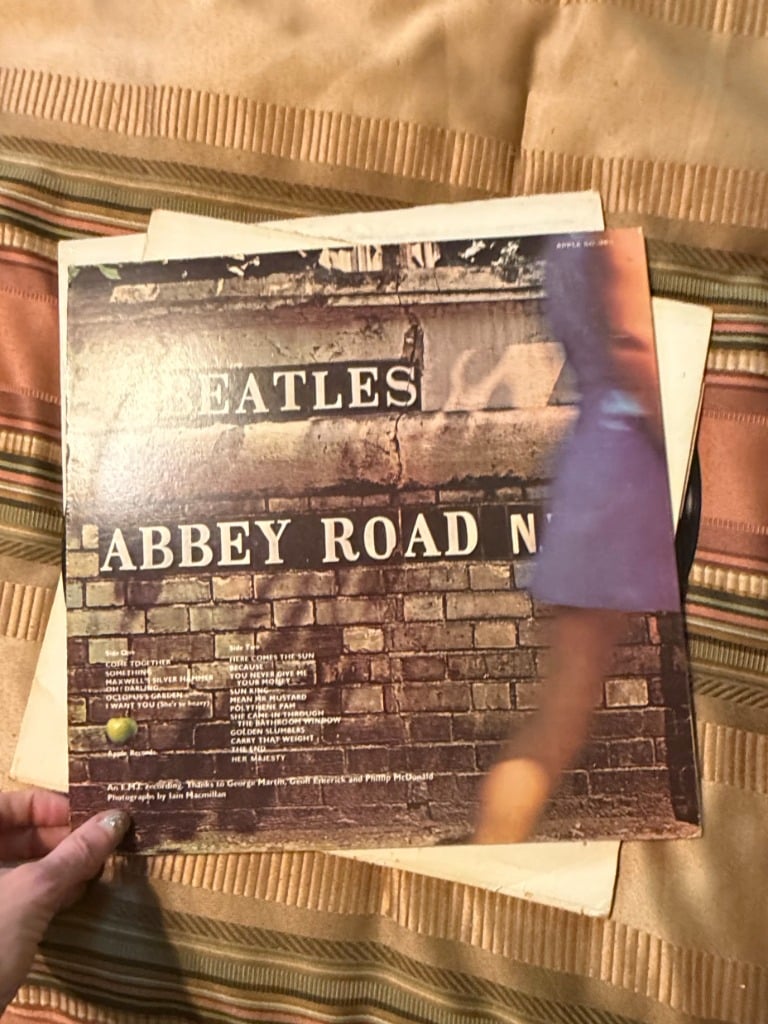 APPLE SO
BEATLES
ABBEY ROAD N
Side One
COME TOGETHER
SOMETHING
MAXWELL'S SILVER HAMMER
OH! DARLING
OCTOPUS'S GARDEN
I WANT YOU (She's so heavy)
Side Two
HERE COMES THE SUN
BECAUSE
YOU NEVER GIVE ME
YOUR MONEY
SUN KING
MEAN MR MUSTARD
POLYTHENE PAM
SHE CAME IN THROUGH
THE BATHROOM WINDOW
GOLDEN SLUMBERS
CARRY THAT WEIGHT
THE END
HER MAJESTY
Apple Records
An E.M.I. recording. Thanks to George Martin, Geoff Emerick and Phillip McDonald
Photographs by Iain Macmillan